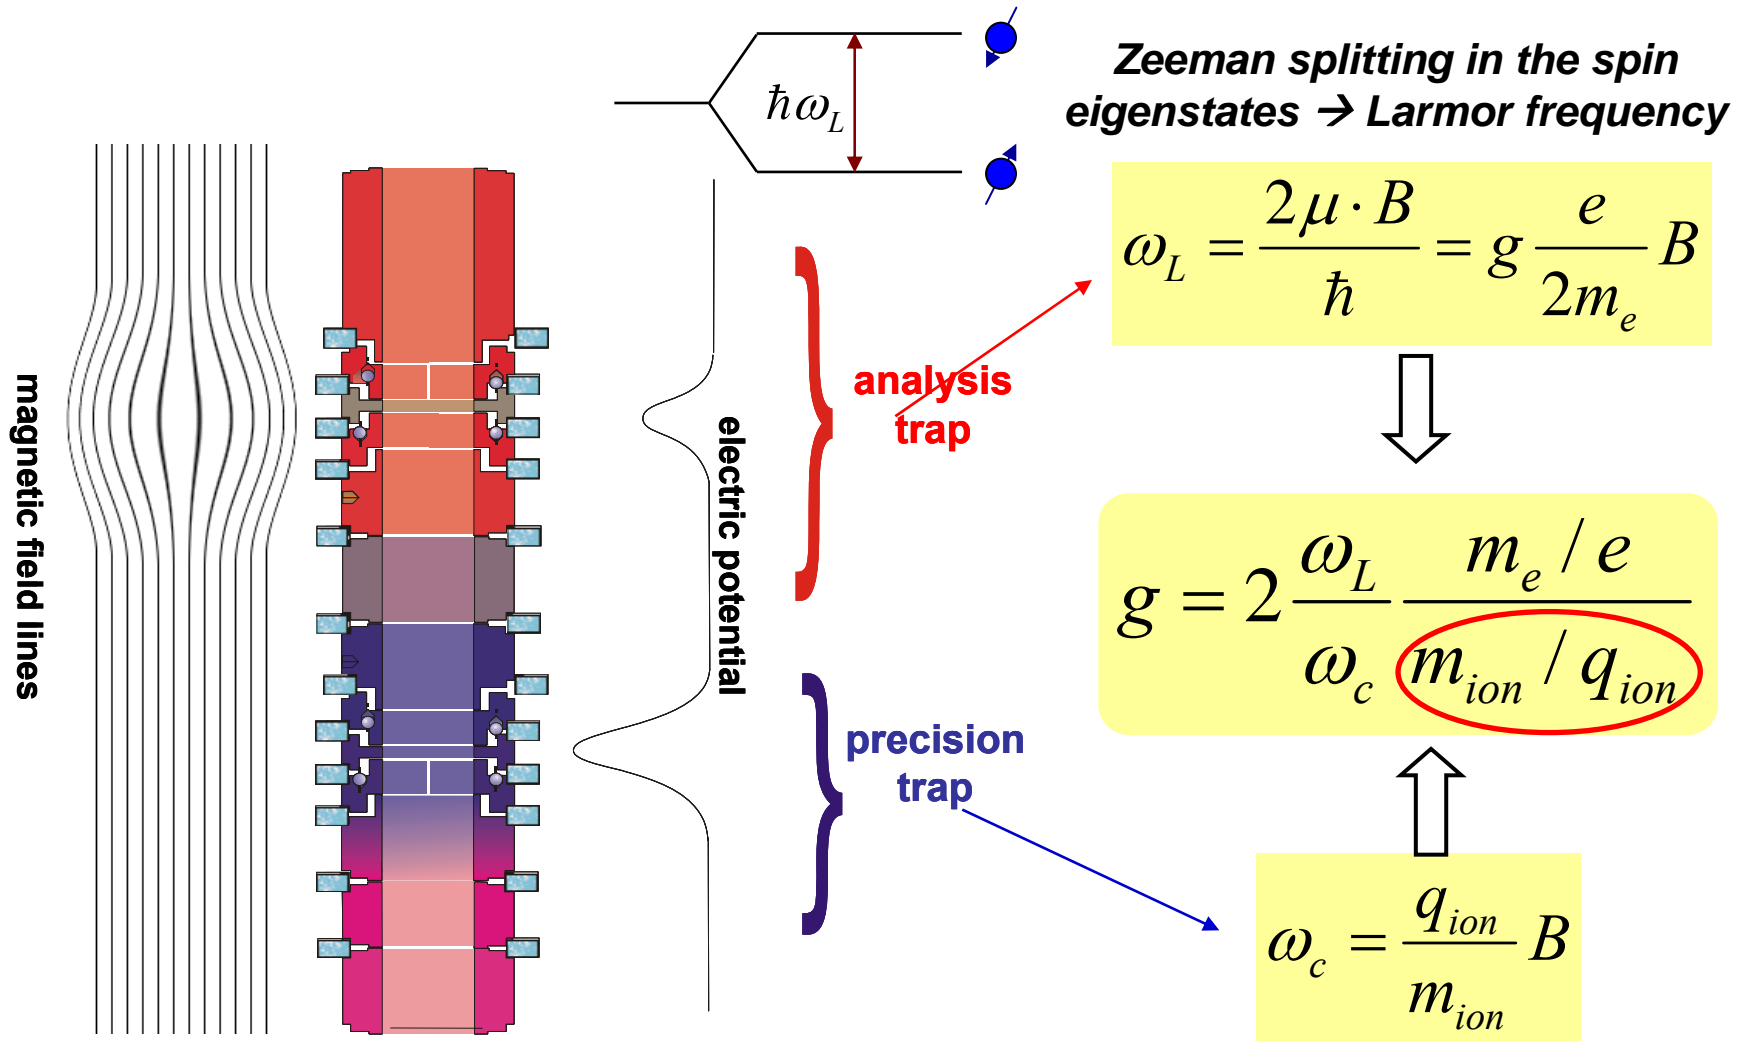 ħω_L
Zeeman splitting in the spin
eigenstates → Larmor frequency
ω_L = 2μ · B / ħ = g e / 2m_e B
magnetic field lines
electric potential
analysis
trap
g = 2 ω_L / ω_c m_e / e / m_ion / q_ion
precision
trap
ω_c = q_ion / m_ion B